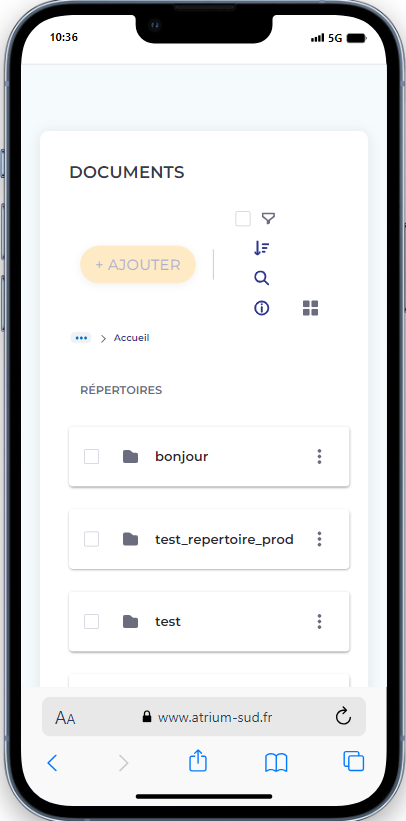 10:36
5G
DOCUMENTS
+ AJOUTER
Accueil
RÉPERTOIRES
bonjour
test_repertoire_prod
test
AA www.atrium-sud.fr